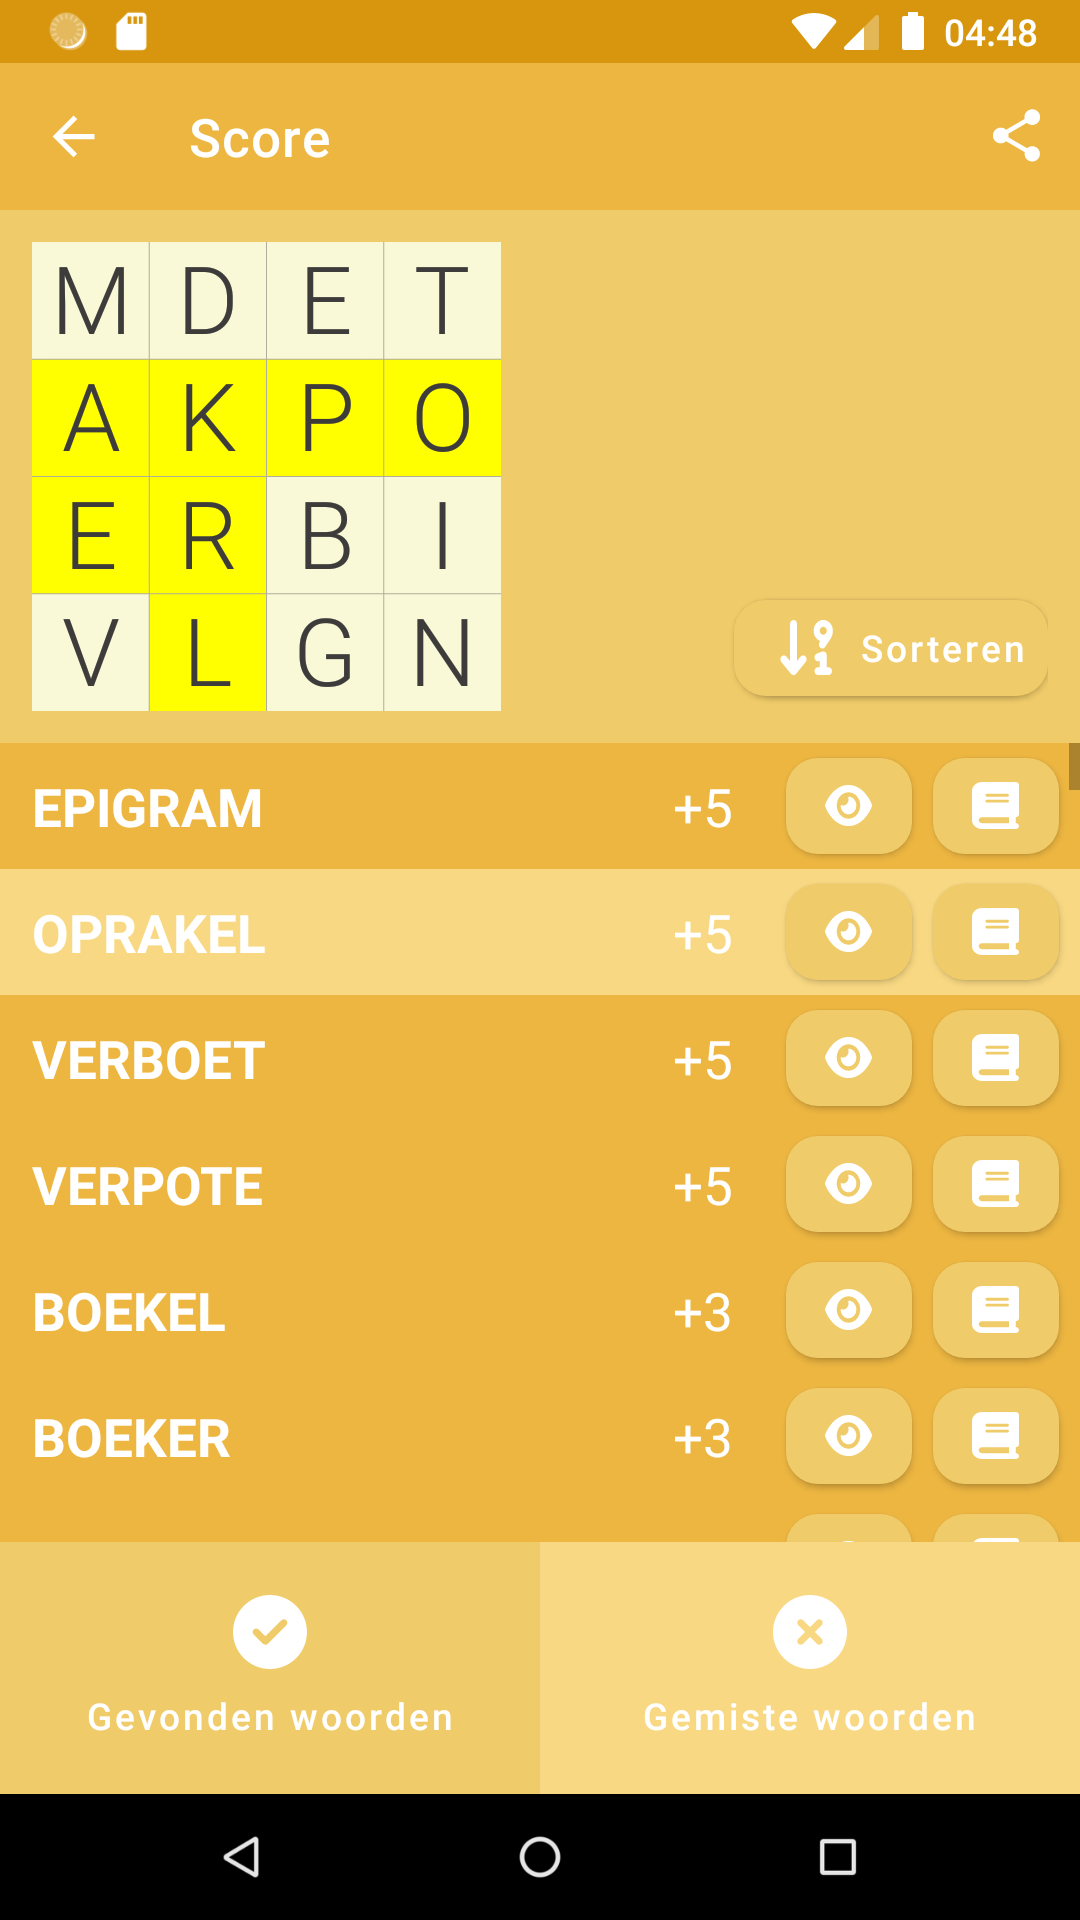 04:48
Score
M D E T
A K P O
E R B I
V L G N
Sorteren
EPIGRAM +5
OPRAKEL +5
VERBOET +5
VERPOTE +5
BOEKEL +3
BOEKER +3
Gevonden woorden
Gemiste woorden